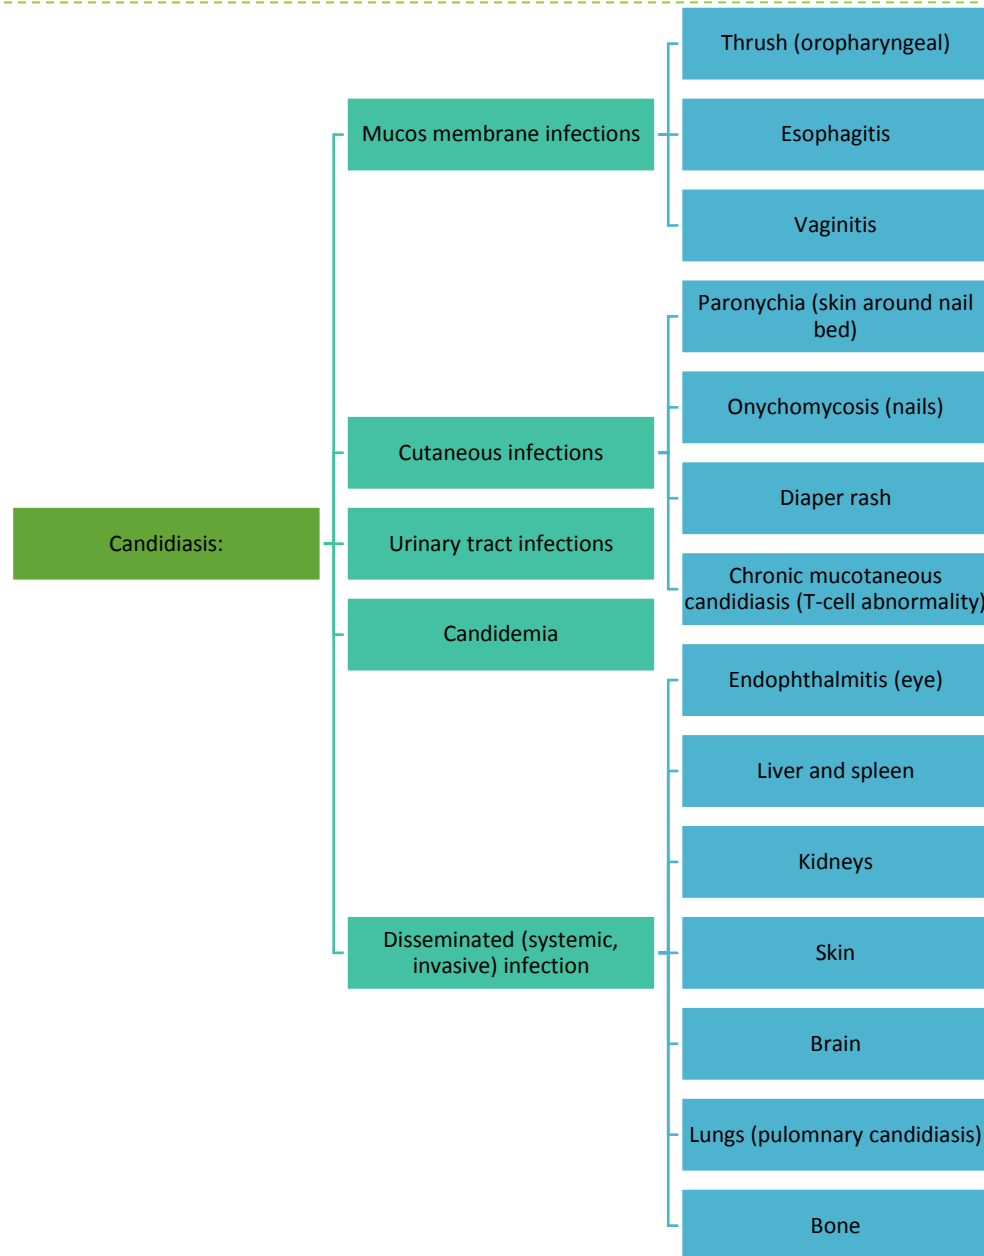 Candidiasis:
Mucos membrane infections
Thrush (oropharyngeal)
Esophagitis
Vaginitis
Cutaneous infections
Paronychia (skin around nail
bed)
Onychomycosis (nails)
Diaper rash
Chronic mucotaneous
candidiasis (T-cell abnormality)
Urinary tract infections
Candidemia
Disseminated (systemic,
invasive) infection
Endophthalmitis (eye)
Liver and spleen
Kidneys
Skin
Brain
Lungs (pulomnary candidiasis)
Bone